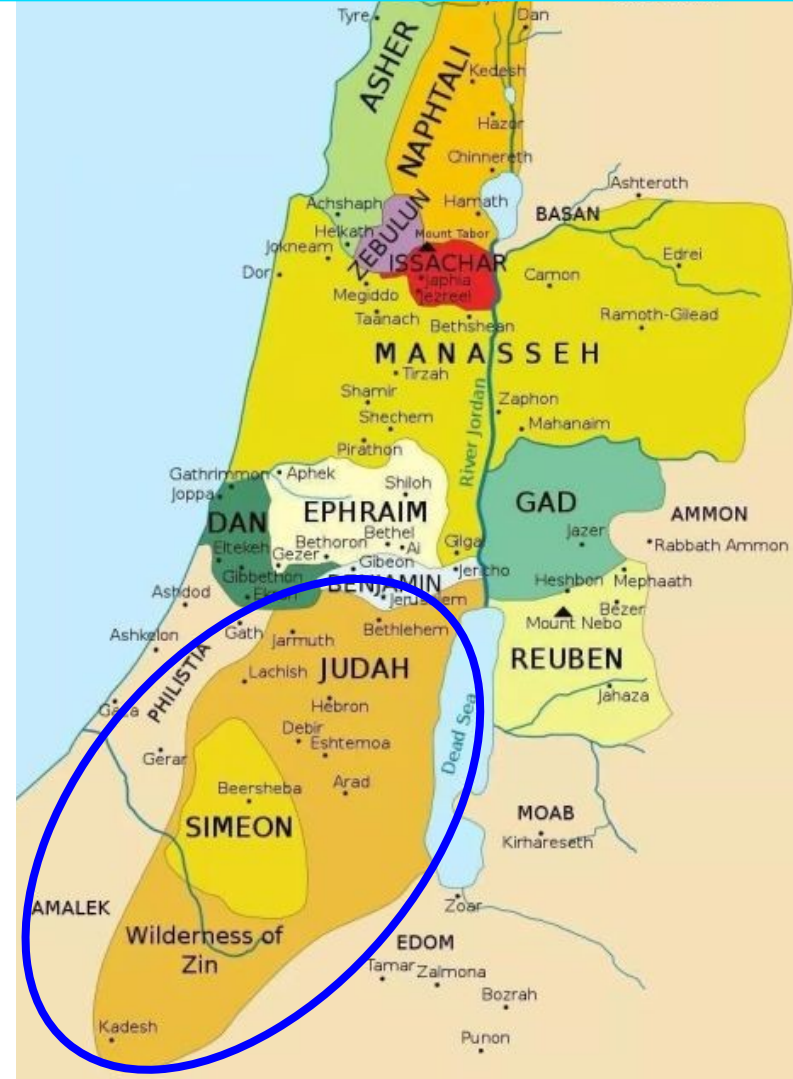 Tyre
Dan
ASHER
NAPHTALI
Kedesh
Hazor
Chinnereth
Ashteroth
Achshaph
Hamath
BASAN
ZEBULUN
Helkath
Mount Tabor
Jokneam
ISSACHAR
Edrei
Dor
Japhia
Camon
Megiddo
Jezreel
Taanach
Bethshean
Ramoth-Gilead
MANASSEH
Tirzah
Shamir
Zaphon
Shechem
Mahanaim
River Jordan
Pirathon
Gathrimmon
Aphek
Shiloh
Joppa
DAN
EPHRAIM
GAD
AMMON
Bethel
Jazer
Eltekeh
Bethoron
Ai
Gilgal
Rabbath Ammon
Gezer
Gibeon
Jericho
Gibbethon
BENJAMIN
Heshbon
Mephaath
Ashdod
Ekron
Jerusalem
Bezer
Mount Nebo
Ashkelon
Gath
Jarmuth
Bethlehem
PHILISTIA
Lachish
JUDAH
REUBEN
Gaza
Hebron
Jahaza
Dead Sea
Debir
Gerar
Eshtemoa
Beersheba
Arad
SIMEON
MOAB
Kirhareseth
AMALEK
Zoar
Wilderness of
Zin
EDOM
Tamar
Zalmona
Bozrah
Kadesh
Punon